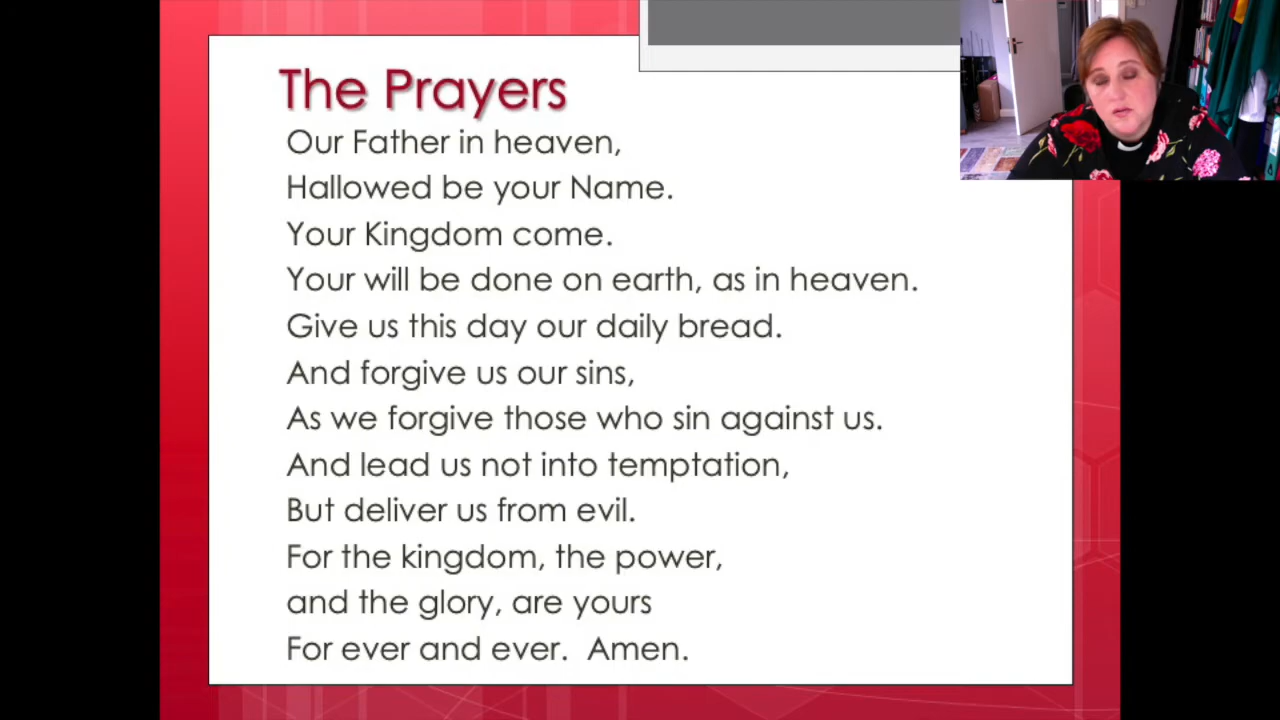 The Prayers
Our Father in heaven,
Hallowed be your Name.
Your Kingdom come.
Your will be done on earth, as in heaven.
Give us this day our daily bread.
And forgive us our sins,
As we forgive those who sin against us.
And lead us not into temptation,
But deliver us from evil.
For the kingdom, the power,
and the glory, are yours
For ever and ever.  Amen.